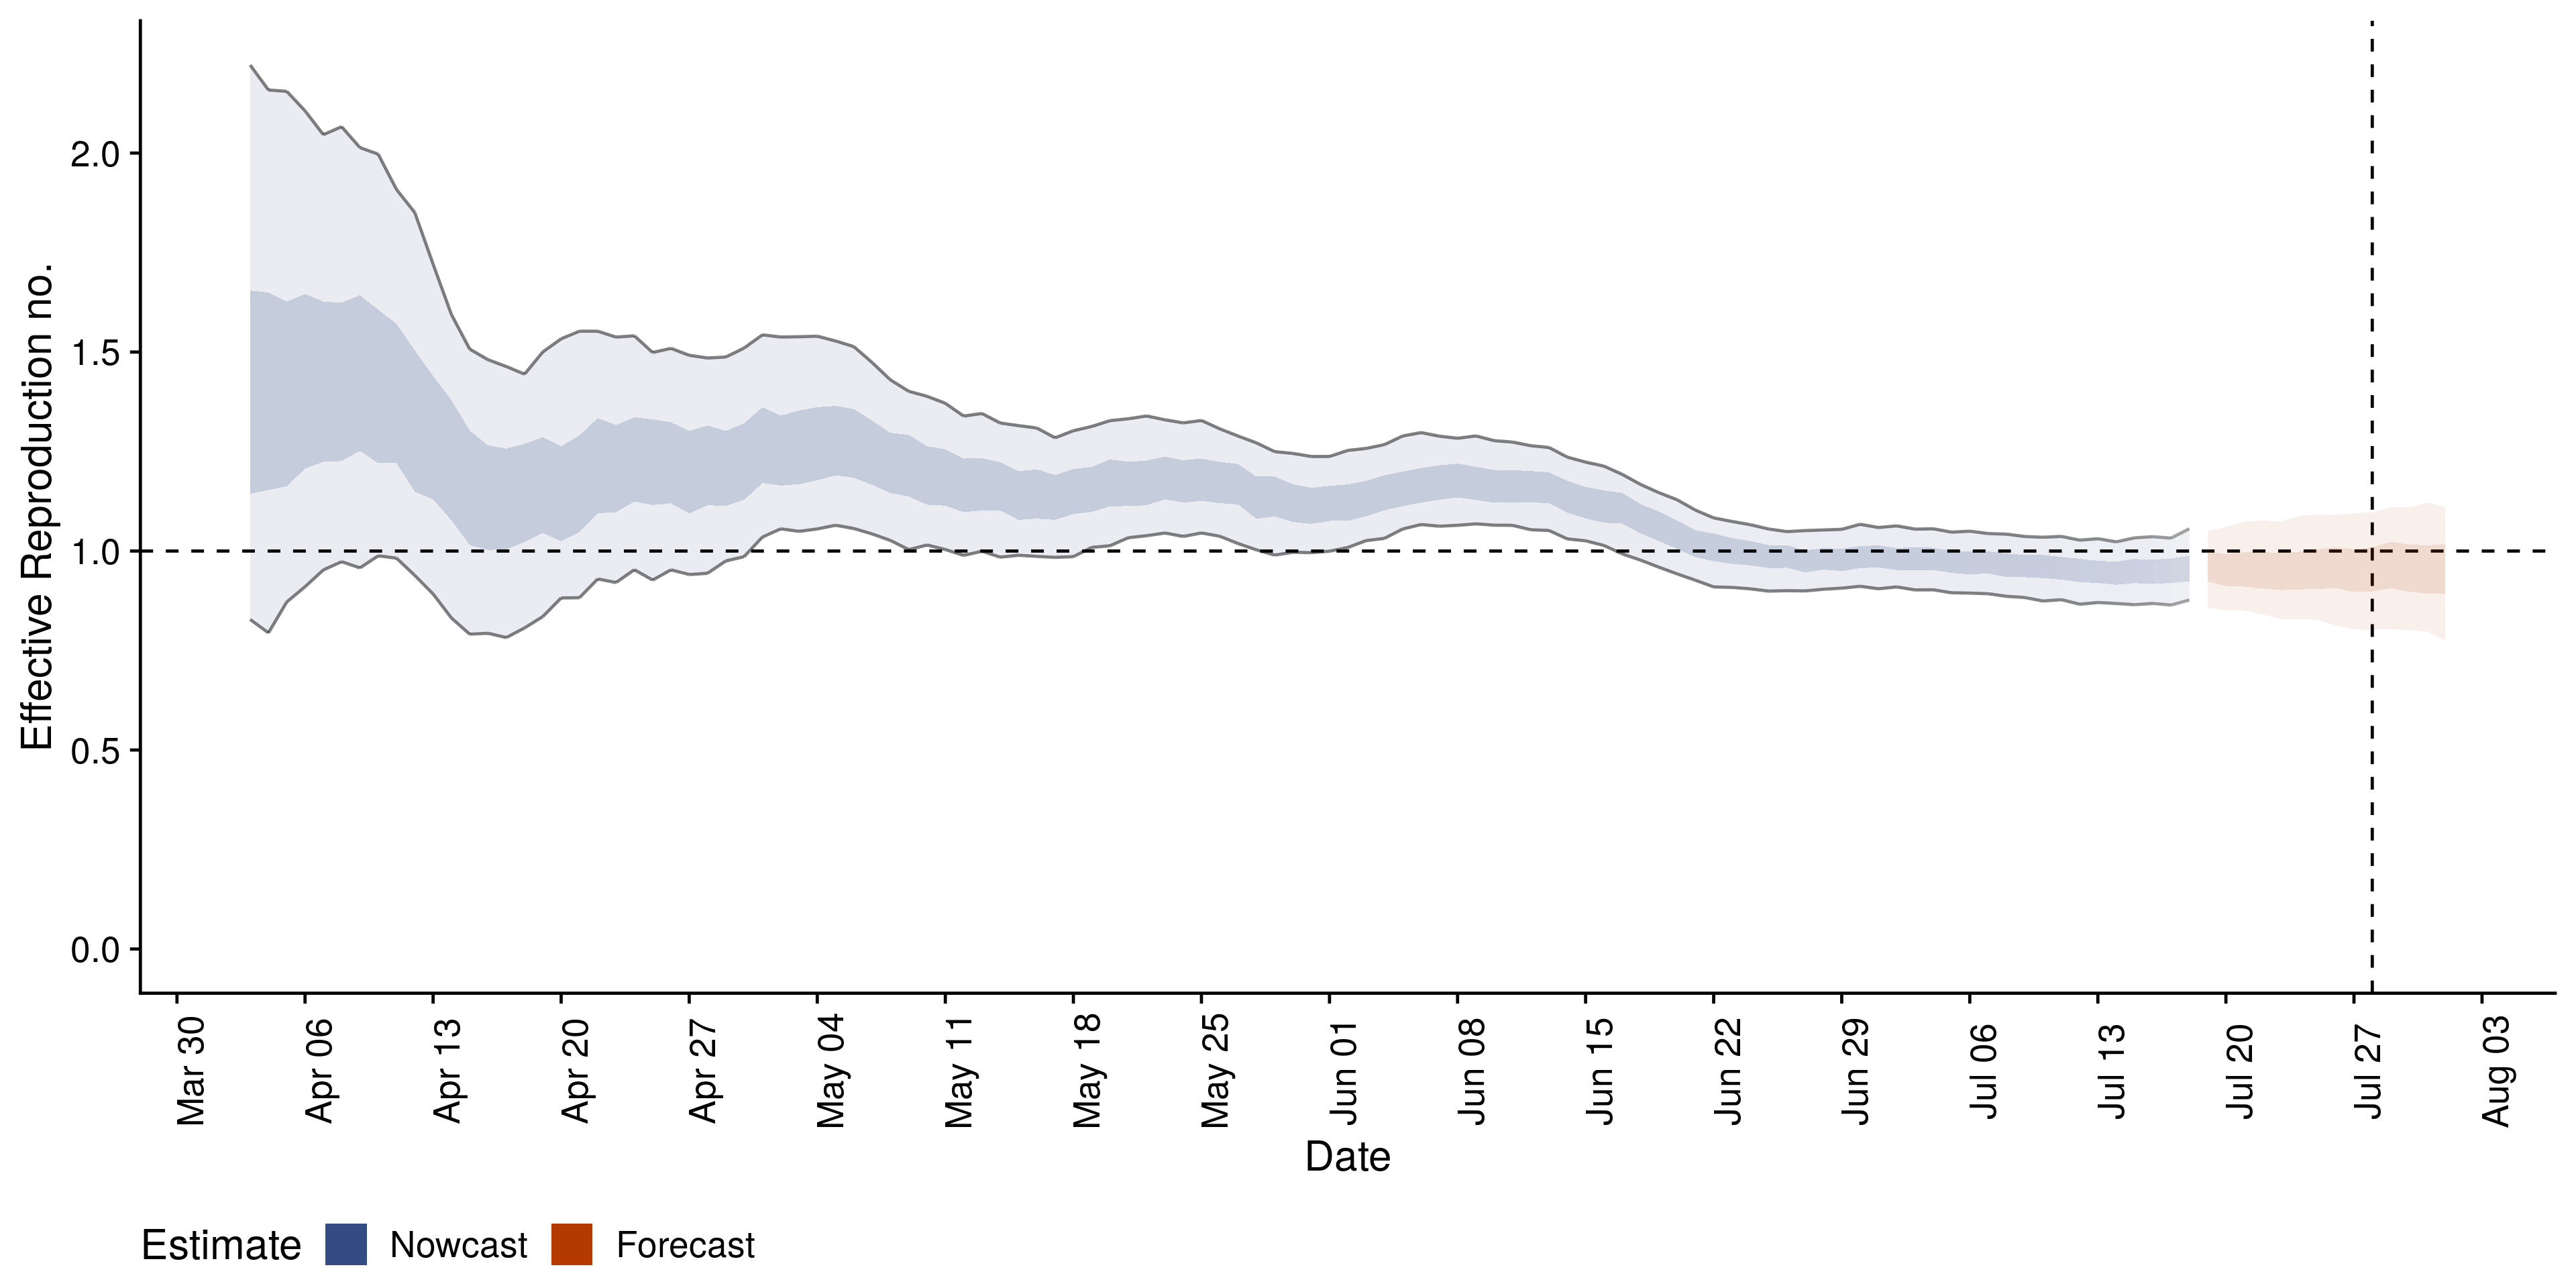 Effective Reproduction no.
2.0
1.5
1.0
0.5
0.0
Mar 30
Apr 06
Apr 13
Apr 20
Apr 27
May 04
May 11
May 18
May 25
Jun 01
Jun 08
Jun 15
Jun 22
Jun 29
Jul 06
Jul 13
Jul 20
Jul 27
Aug 03
Date
Estimate Nowcast Forecast